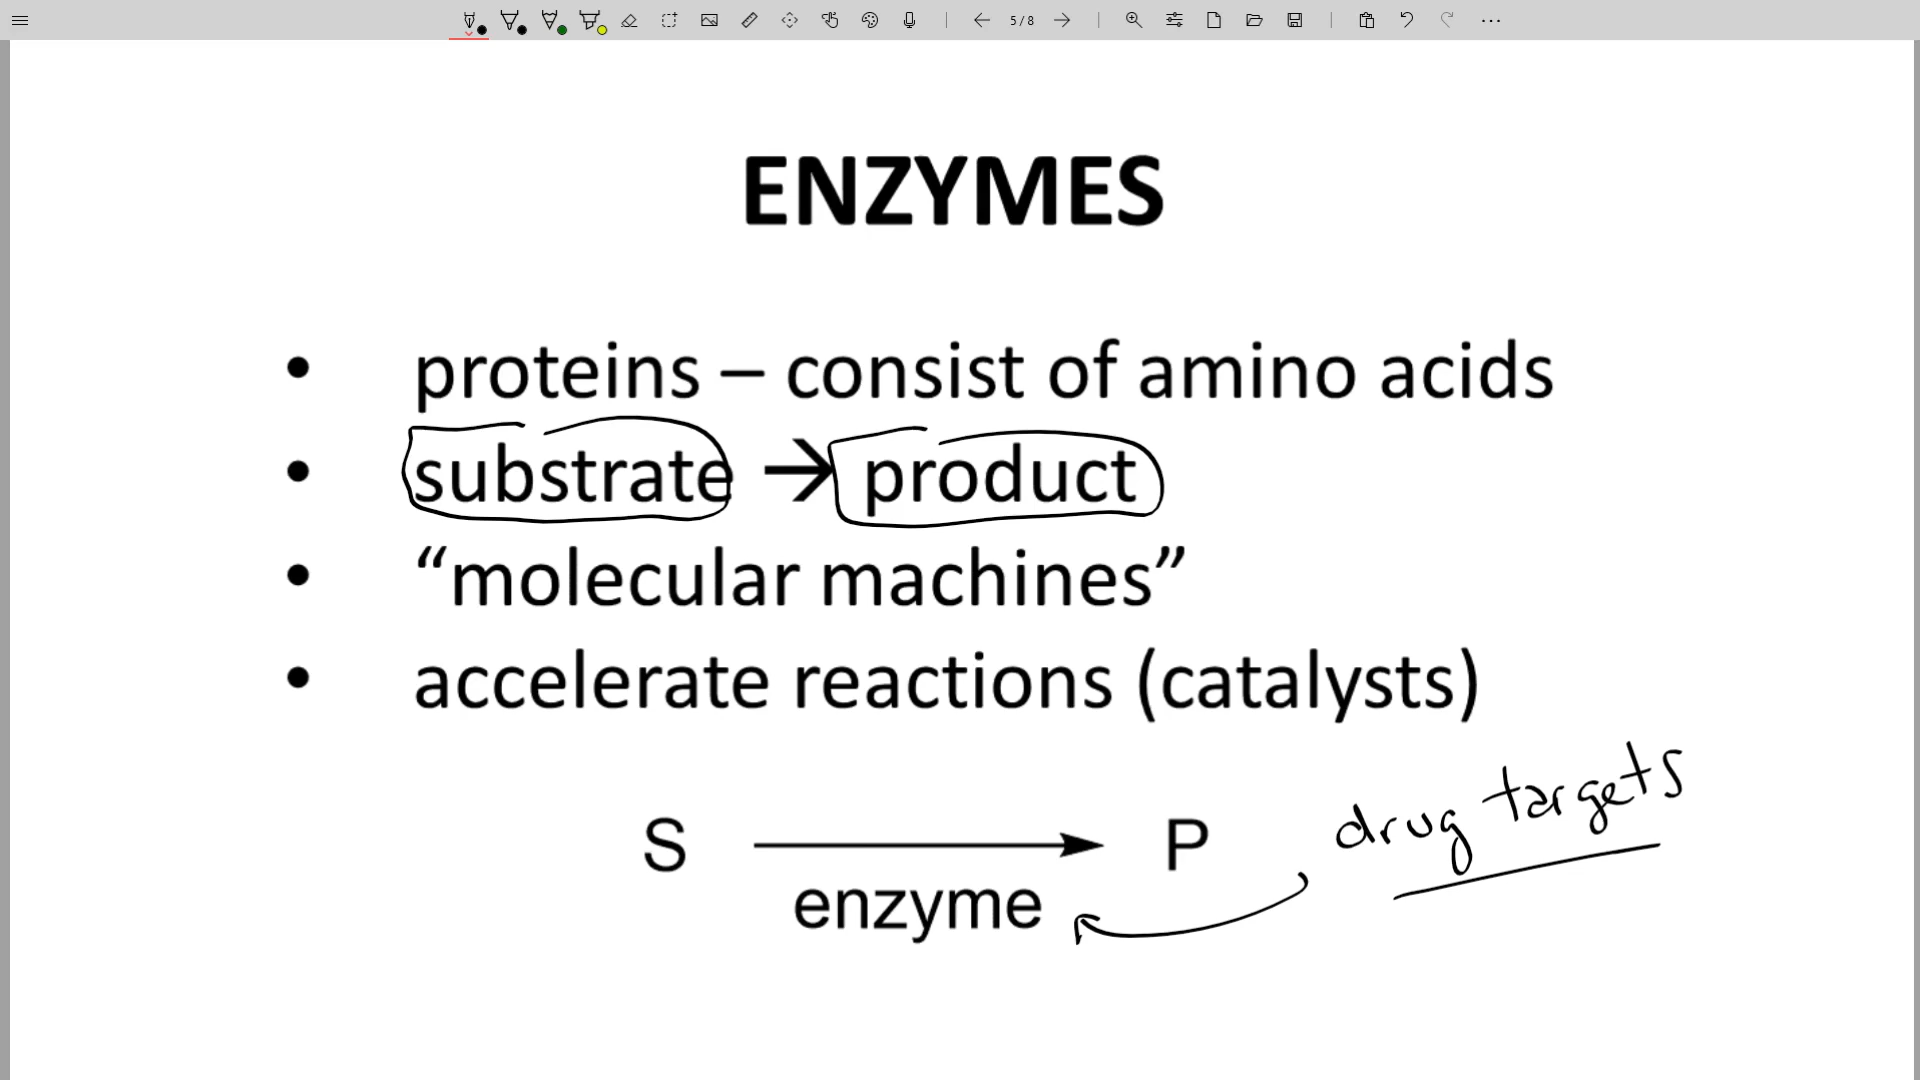 5 / 8
ENZYMES
• proteins – consist of amino acids
• substrate → product
• “molecular machines”
• accelerate reactions (catalysts)
drug targets
S → P
enzyme